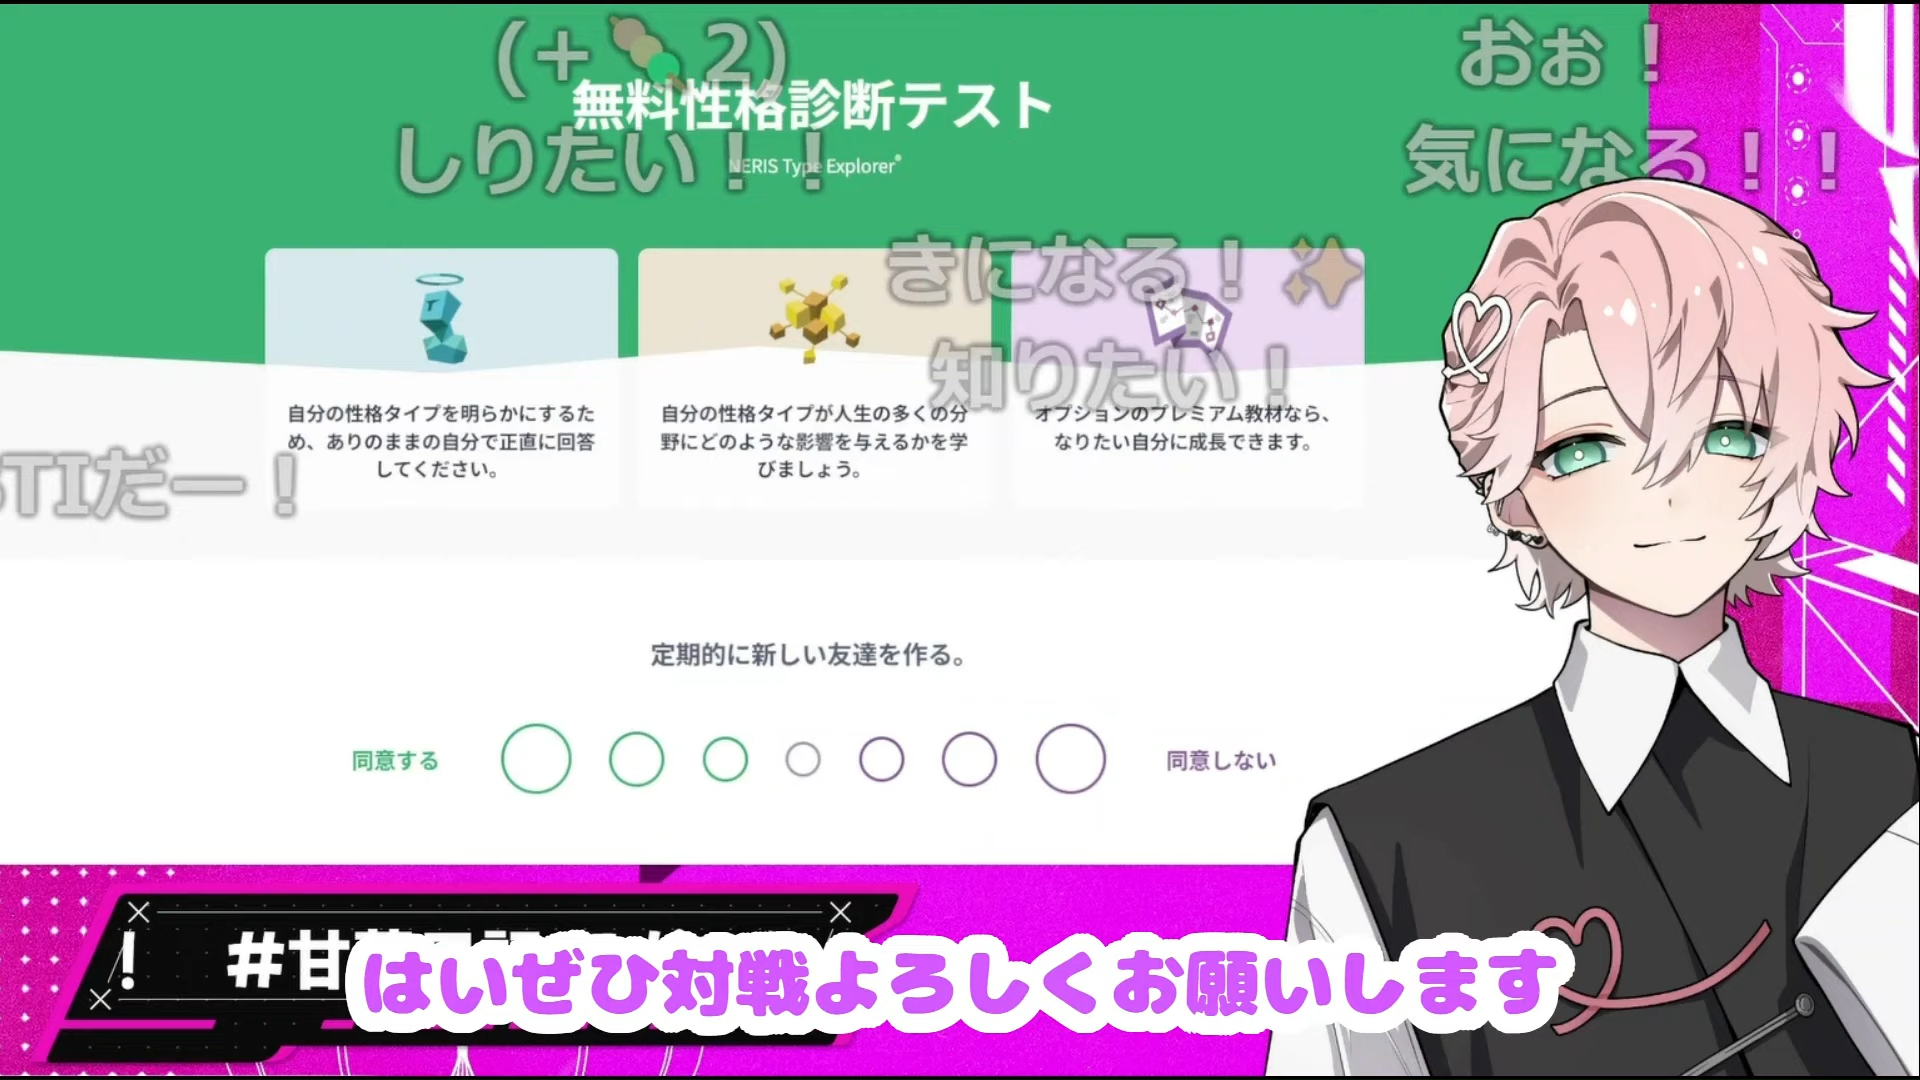 (+🍡2)
おぉ！
無料性格診断テスト
しりたい！！
NERIS Type Explorer®
気になる！！
きになる！✨
知りたい！
自分の性格タイプを明らかにするた
め、ありのままの自分で正直に回答
してください。
自分の性格タイプが人生の多くの分
野にどのような影響を与えるかを学
びましょう。
オプションのプレミアム教材なら、
なりたい自分に成長できます。
TIだー！
定期的に新しい友達を作る。
同意する
同意しない
！ #甘
はいぜひ対戦よろしくお願いします